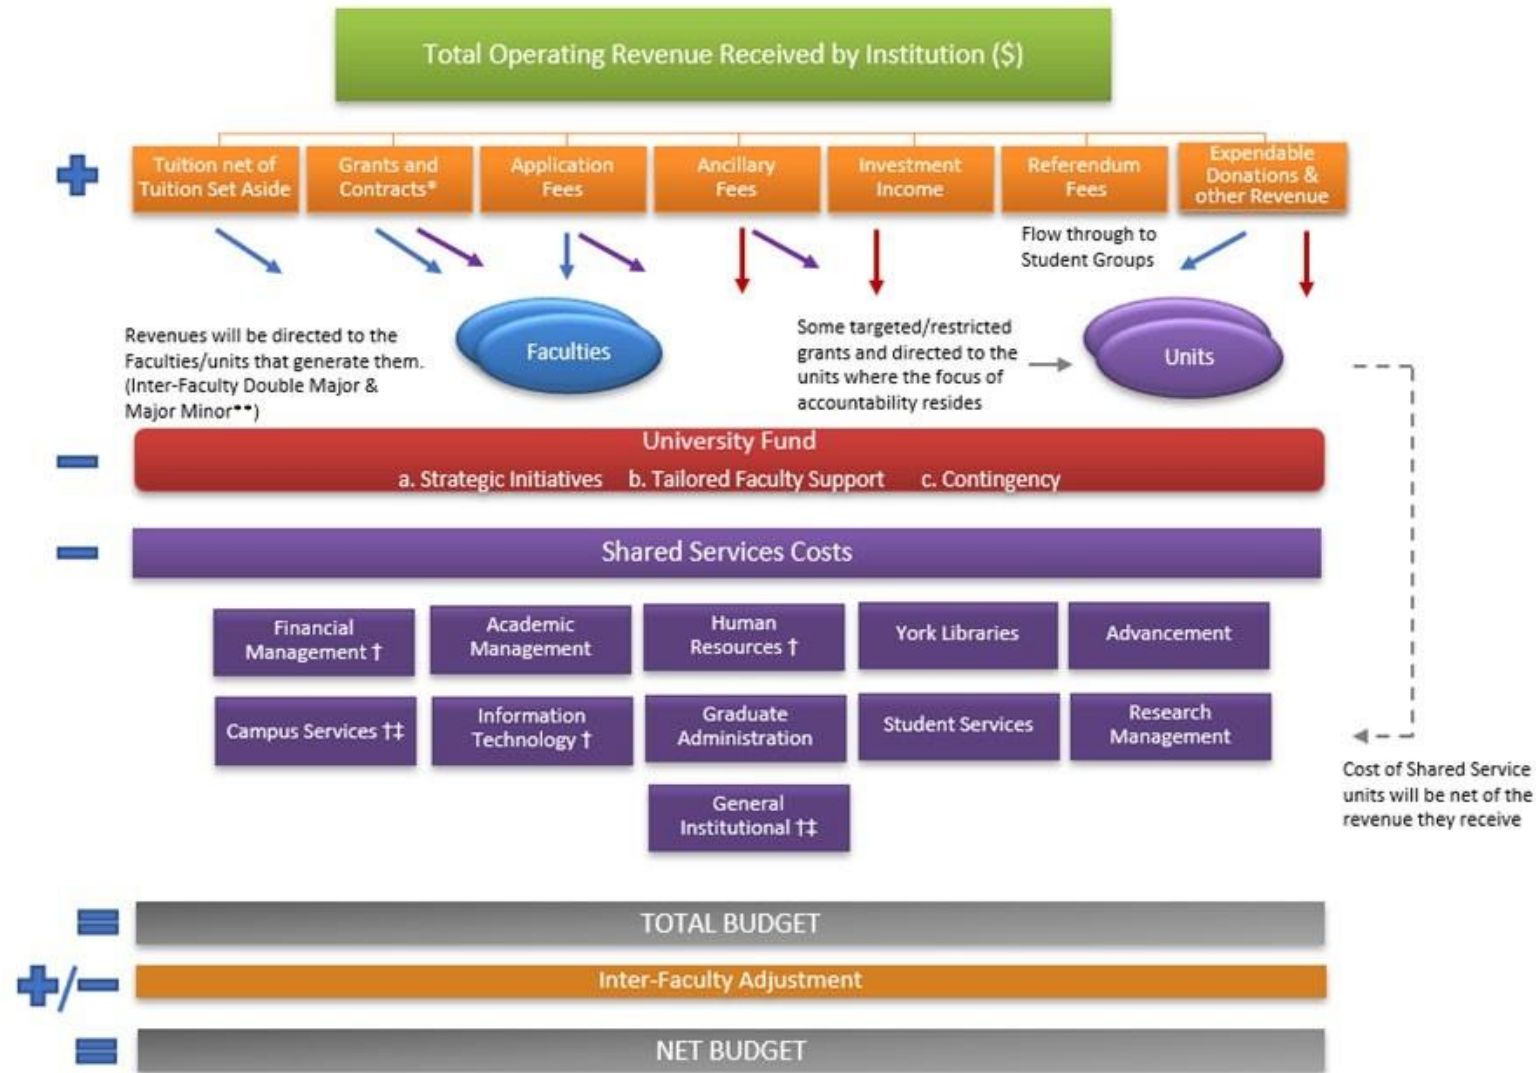 Total Operating Revenue Received by Institution ($)
Tuition net of
Tuition Set Aside
Grants and
Contracts*
Application
Fees
Ancillary
Fees
Investment
Income
Referendum
Fees
Expendable
Donations &
other Revenue
Flow through to
Student Groups
Revenues will be directed to the
Faculties/units that generate them.
(Inter-Faculty Double Major &
Major Minor**)
Faculties
Some targeted/restricted
grants and directed to the
units where the focus of
accountability resides
Units
University Fund
a. Strategic Initiatives b. Tailored Faculty Support c. Contingency
Shared Services Costs
Financial
Management †
Academic
Management
Human
Resources †
York Libraries
Advancement
Campus Services †‡
Information
Technology †
Graduate
Administration
Student Services
Research
Management
General
Institutional †‡
Cost of Shared Service
units will be net of the
revenue they receive
TOTAL BUDGET
Inter-Faculty Adjustment
NET BUDGET